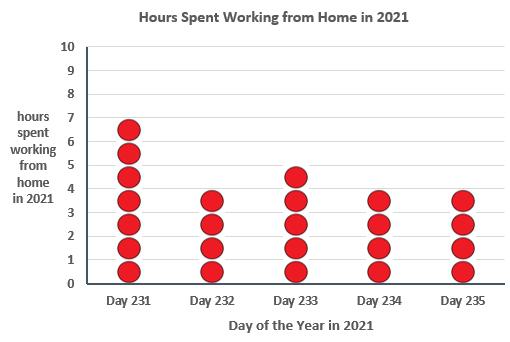 Hours Spent Working from Home in 2021
10
9
8
7
6
5
4
3
2
1
0
hours
spent
working
from
home
in 2021
Day 231 Day 232 Day 233 Day 234 Day 235
Day of the Year in 2021